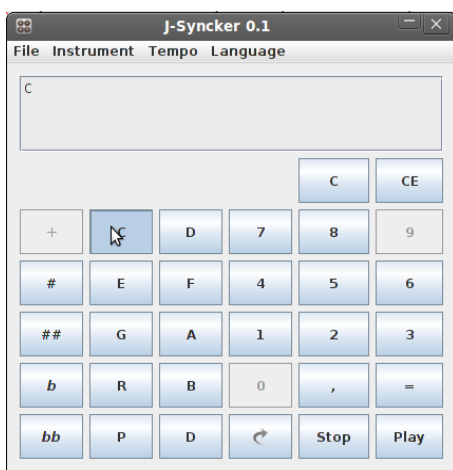 J-Syncker 0.1
File Instrument Tempo Language
C
C CE
+ C D 7 8 9
# E F 4 5 6
## G A 1 2 3
b R B 0 , =
bb P D Stop Play